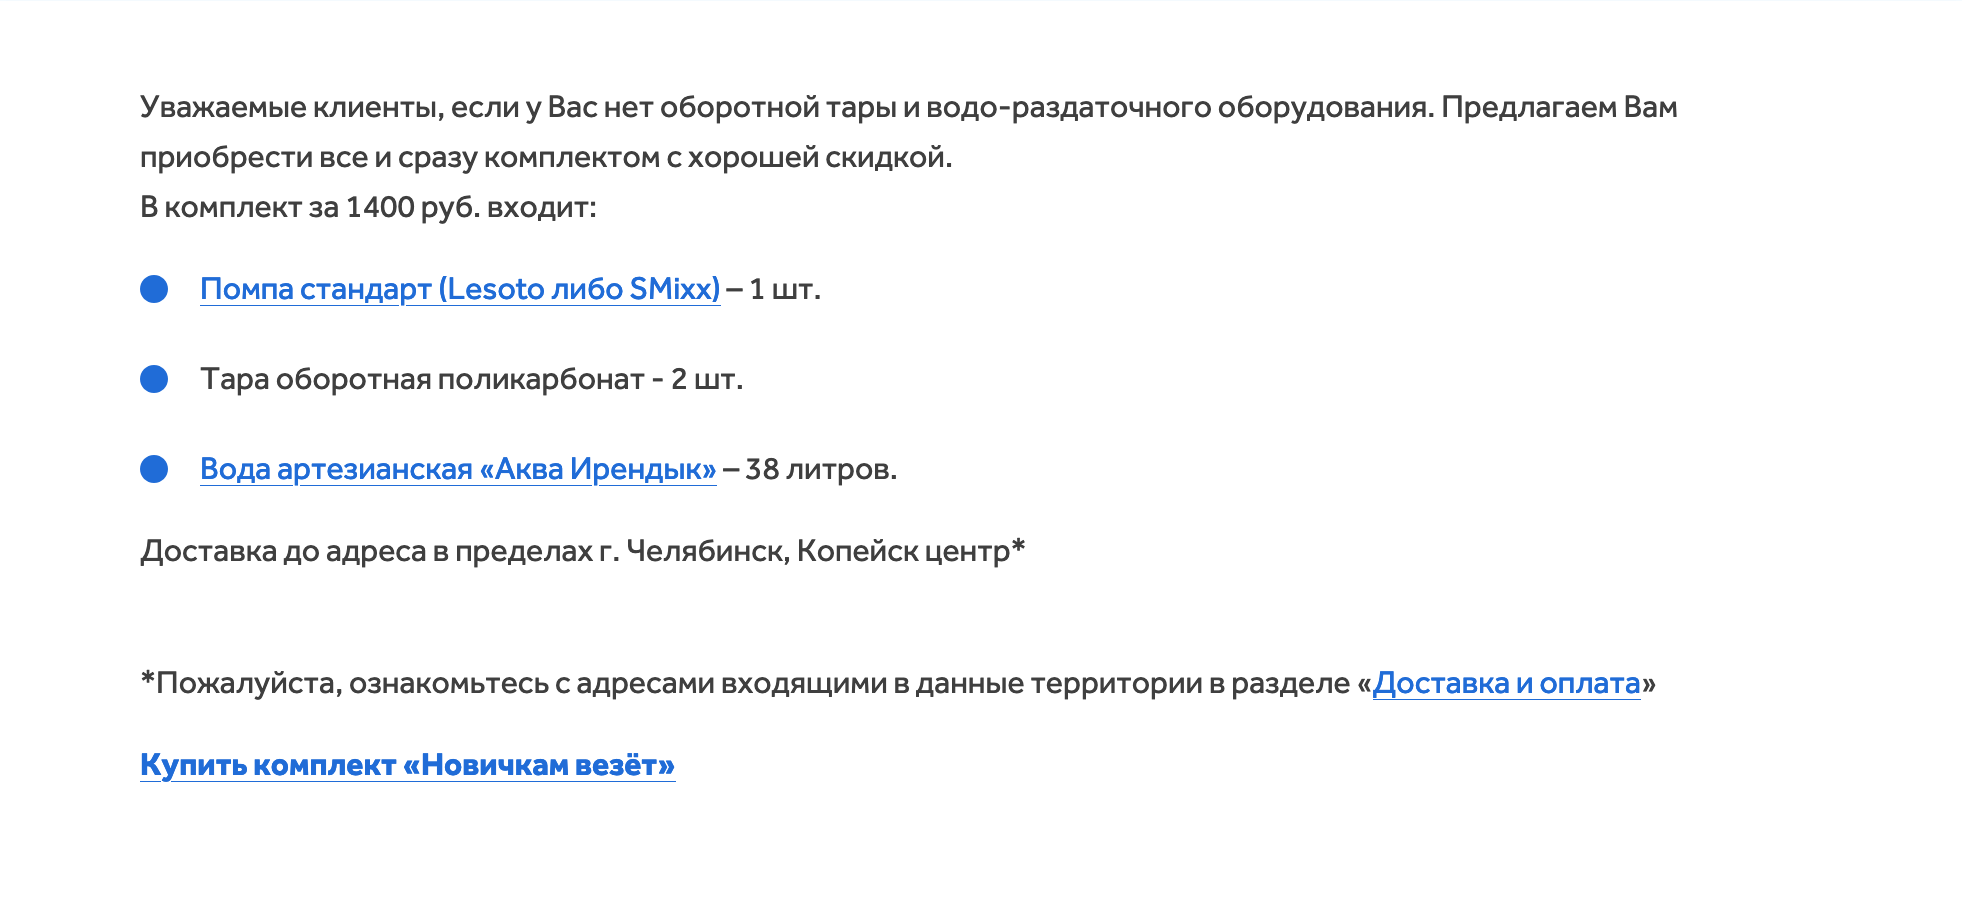 Уважаемые клиенты, если у Вас нет оборотной тары и водо-раздаточного оборудования. Предлагаем Вам
приобрести все и сразу комплектом с хорошей скидкой.
В комплект за 1400 руб. входит:
Помпа стандарт (Lesoto либо SMixx) – 1 шт.
Тара оборотная поликарбонат - 2 шт.
Вода артезианская «Аква Ирендык» – 38 литров.
Доставка до адреса в пределах г. Челябинск, Копейск центр*
*Пожалуйста, ознакомьтесь с адресами входящими в данные территории в разделе «Доставка и оплата»
Купить комплект «Новичкам везёт»